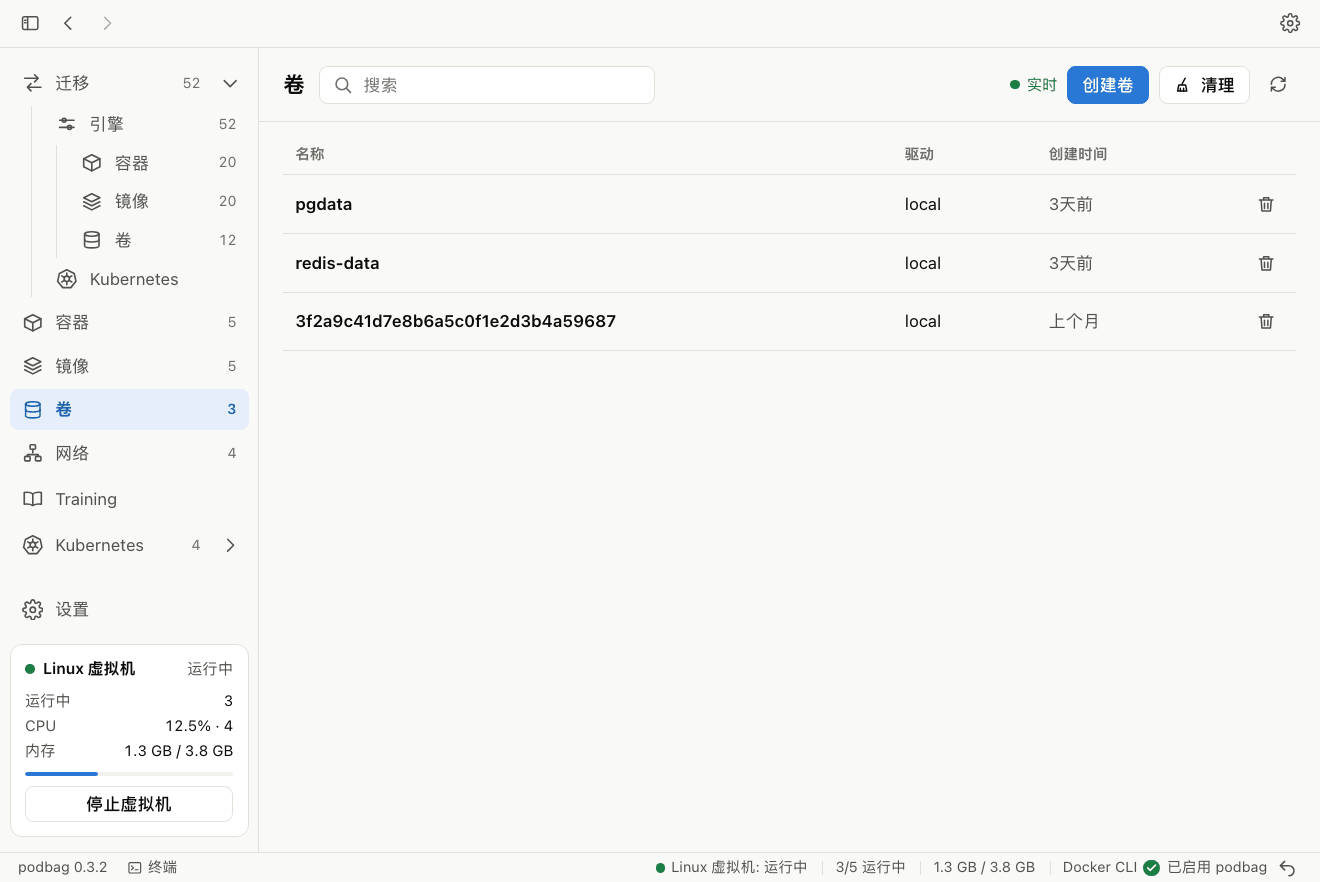 迁移 52
引擎 52
容器 20
镜像 20
卷 12
Kubernetes
容器 5
镜像 5
卷 3
网络 4
Training
Kubernetes 4
设置
Linux 虚拟机 运行中
运行中 3
CPU 12.5% · 4
内存 1.3 GB / 3.8 GB
停止虚拟机
卷 搜索 实时 创建卷 清理
名称 驱动 创建时间
pgdata local 3天前
redis-data local 3天前
3f2a9c41d7e8b6a5c0f1e2d3b4a59687 local 上个月
podbag 0.3.2 终端 Linux 虚拟机: 运行中 3/5 运行中 1.3 GB / 3.8 GB Docker CLI 已启用 podbag